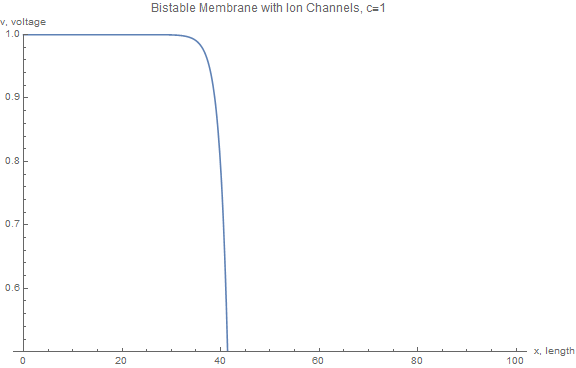 Bistable Membrane with Ion Channels, c=1
v, voltage
1.0
0.9
0.8
0.7
0.6
0 20 40 60 80 100 x, length